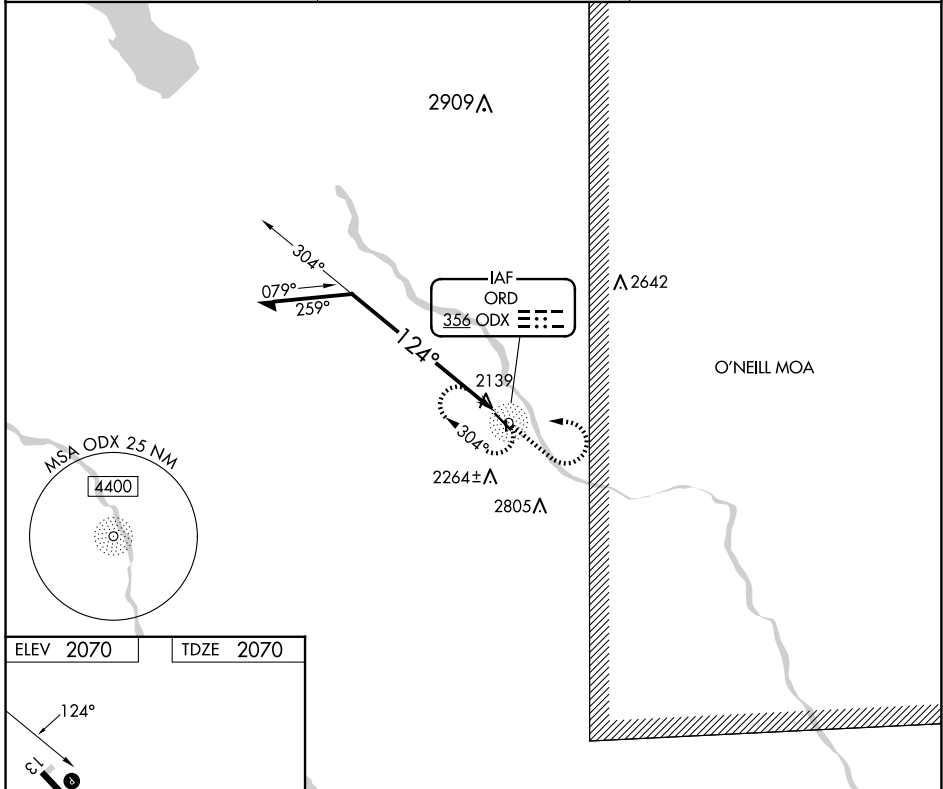 2909
304°
079°
259°
IAF
ORD
356 ODX
2642
124°
O'NEILL MOA
2139
304°
2264±
2805
MSA ODX 25 NM
4400
ELEV 2070
TDZE 2070
124°
13
P